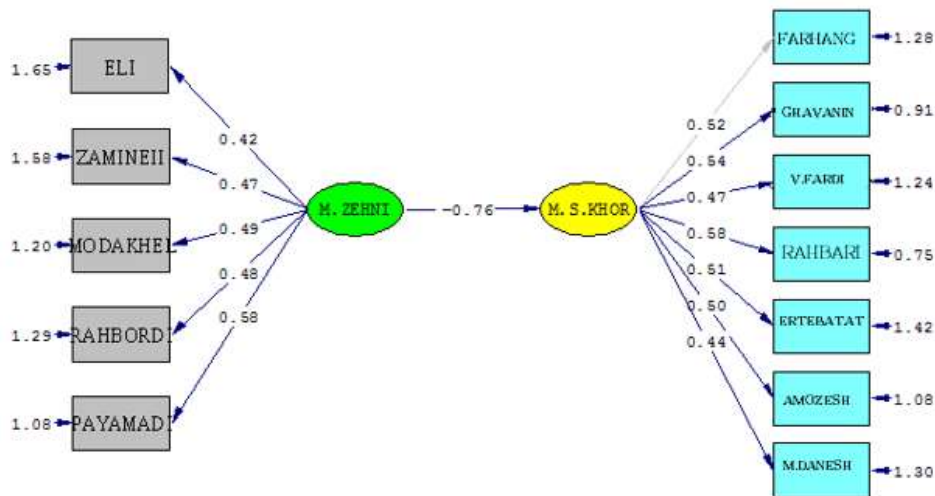 FARHANG
1.28
1.65
ELI
GHAVANIN
0.91
0.52
0.42
0.54
1.58
ZAMINEII
0.47
0.47
V.FARDI
1.24
M.ZEHNI
-0.76
M.S.KHOR
0.49
0.58
1.20
MODAKHEL
RAHBARI
0.75
0.48
0.51
0.58
0.50
ERTEBATAT
1.42
1.29
RAHBORDI
0.44
AMOZESH
1.08
1.08
PAYAMADI
M.DANESH
1.30